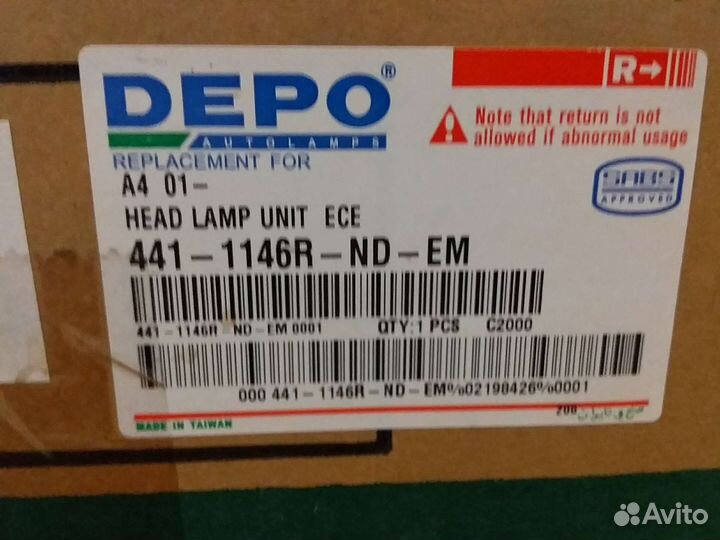 DEPO®
AUTOLAMPS
REPLACEMENT FOR
R→
Note that return is not
allowed if abnormal usage
SABS
APPROVED
A4 01-
HEAD LAMP UNIT ECE
441-1146R-ND-EM
441-1146R-ND-EM 0001 QTY:1 PCS C2000
000 441-1146R-ND-EM%02198426%0001
MADE IN TAIWAN
Avito